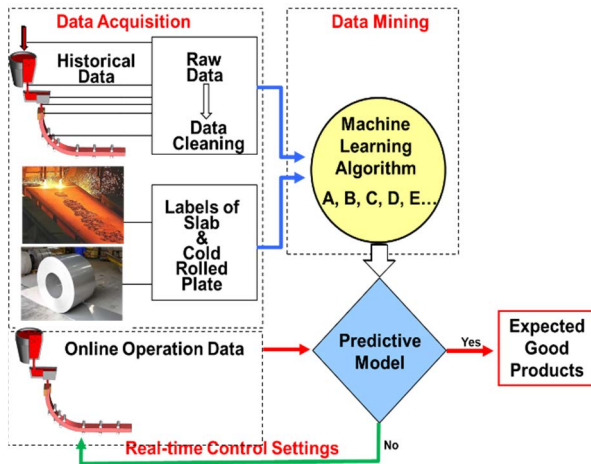 Data Acquisition
Data Mining
Historical
Data
Raw
Data
Data
Cleaning
Machine
Learning
Algorithm
A, B, C, D, E...
Labels of
Slab
&
Cold
Rolled
Plate
Online Operation Data
Predictive
Model
Yes
Expected
Good
Products
No
Real-time Control Settings